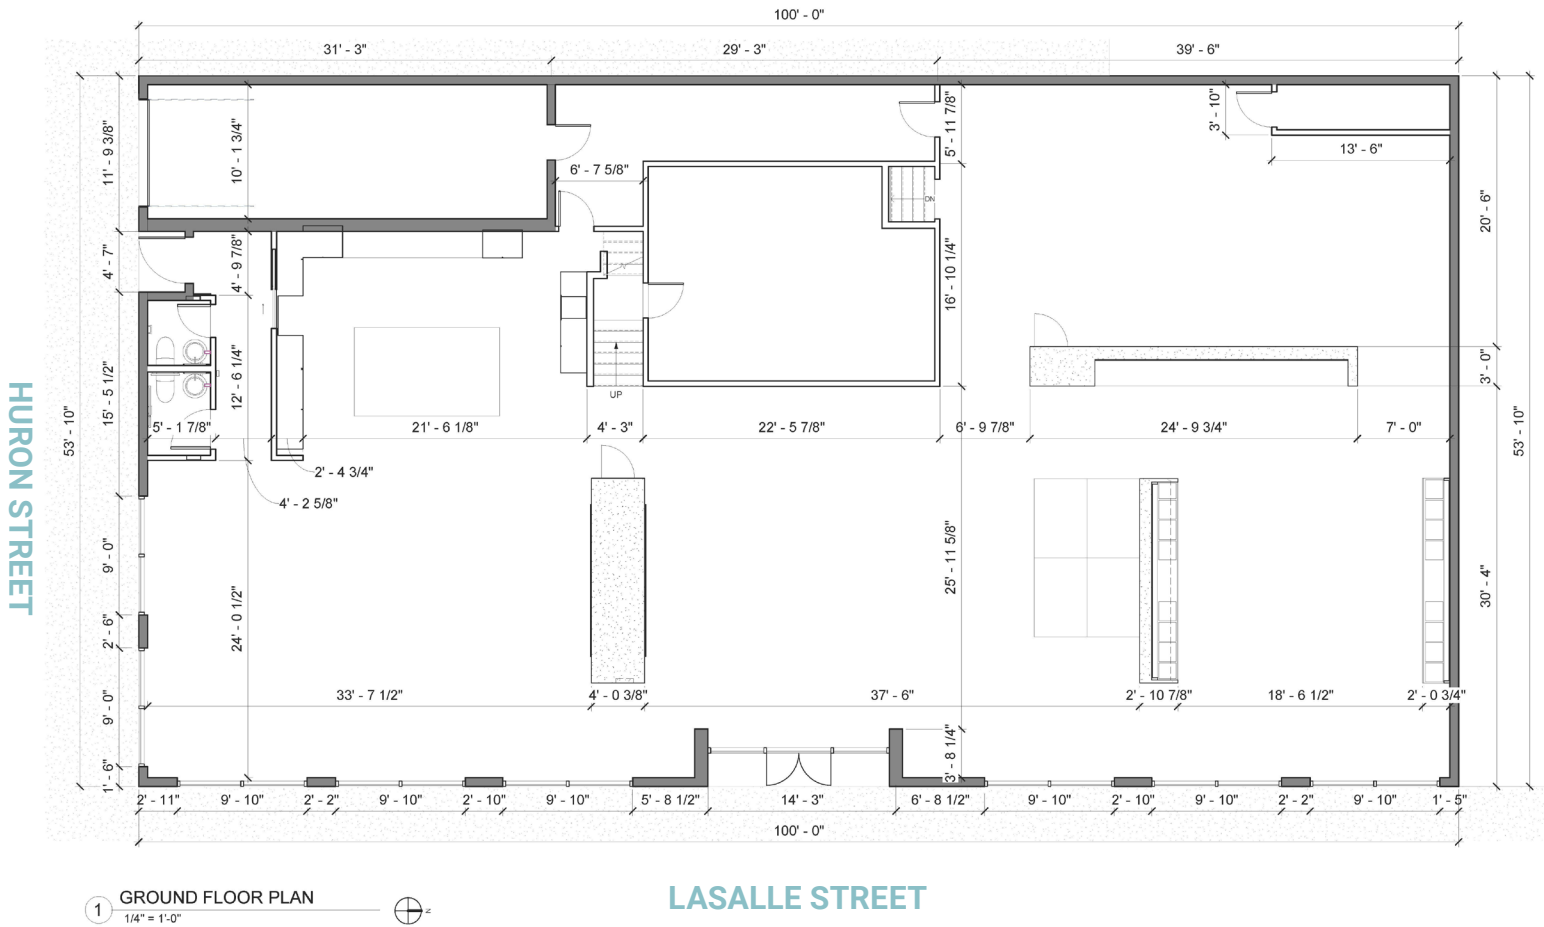 100' - 0"
31' - 3"
29' - 3"
39' - 6"
53' - 10"
11' - 9 3/8"
4' - 7"
15' - 5 1/2"
9' - 0"
2' - 6"
9' - 0"
1' - 6"
10' - 1 3/4"
4' - 9 7/8"
12' - 6 1/4"
24' - 0 1/2"
6' - 7 5/8"
5' - 11 7/8"
16' - 10 1/4"
25' - 11 5/8"
3' - 8 1/4"
3' - 10"
13' - 6"
20' - 6"
3' - 0"
30' - 4"
53' - 10"
DN
UP
5' - 1 7/8"
21' - 6 1/8"
4' - 3"
22' - 5 7/8"
6' - 9 7/8"
24' - 9 3/4"
7' - 0"
2' - 4 3/4"
4' - 2 5/8"
33' - 7 1/2"
4' - 0 3/8"
37' - 6"
2' - 10 7/8"
18' - 6 1/2"
2' - 0 3/4"
2' - 11"
9' - 10"
2' - 2"
9' - 10"
2' - 10"
9' - 10"
5' - 8 1/2"
14' - 3"
6' - 8 1/2"
9' - 10"
2' - 10"
9' - 10"
2' - 2"
9' - 10"
1' - 5"
100' - 0"
HURON STREET
LASALLE STREET
1
GROUND FLOOR PLAN
1/4" = 1'-0"
N